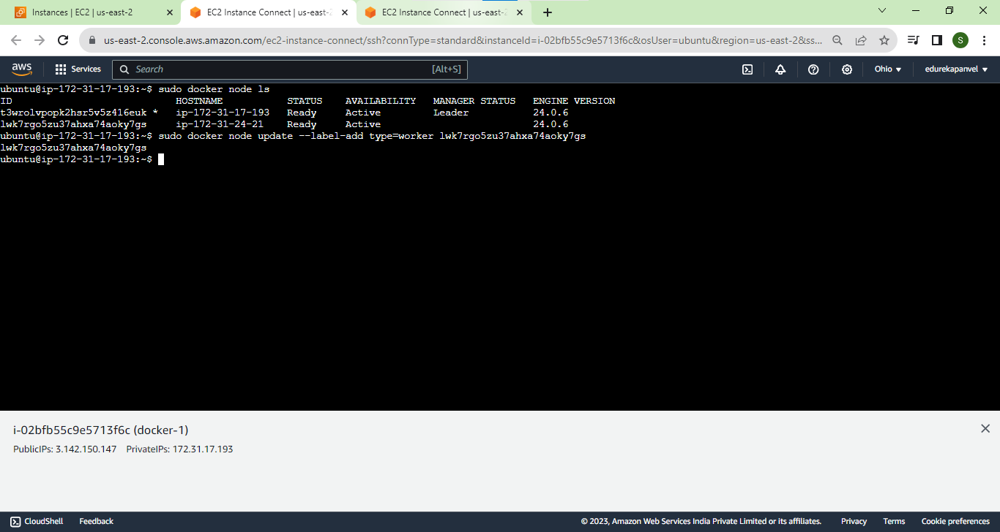 Instances | EC2 | us-east-2
EC2 Instance Connect | us-east-2
EC2 Instance Connect | us-east-2
us-east-2.console.aws.amazon.com/ec2-instance-connect/ssh?connType=standard&instanceId=i-02bfb55c9e5713f6c&osUser=ubuntu&region=us-east-2&ss...
S
aws
Services
Search
[Alt+S]
Ohio
edurekapanvel
ubuntu@ip-172-31-17-193:~$ sudo docker node ls
ID HOSTNAME STATUS AVAILABILITY MANAGER STATUS ENGINE VERSION
t3wrolvpopk2hsr5v5z416euk * ip-172-31-17-193 Ready Active Leader 24.0.6
lwk7rgo5zu37ahxa74aoky7gs ip-172-31-24-21 Ready Active 24.0.6
ubuntu@ip-172-31-17-193:~$ sudo docker node update --label-add type=worker lwk7rgo5zu37ahxa74aoky7gs
lwk7rgo5zu37ahxa74aoky7gs
ubuntu@ip-172-31-17-193:~$
i-02bfb55c9e5713f6c (docker-1)
PublicIPs: 3.142.150.147 PrivateIPs: 172.31.17.193
CloudShell
Feedback
© 2023, Amazon Web Services India Private Limited or its affiliates.
Privacy
Terms
Cookie preferences